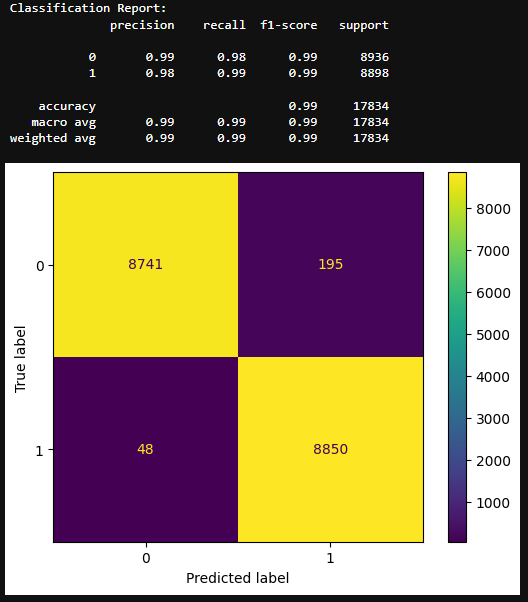 Classification Report:
precision recall f1-score support
0 0.99 0.98 0.99 8936
1 0.98 0.99 0.99 8898
accuracy 0.99 17834
macro avg 0.99 0.99 0.99 17834
weighted avg 0.99 0.99 0.99 17834
8741 195
48 8850
0
1
True label
0 1
Predicted label
8000
7000
6000
5000
4000
3000
2000
1000